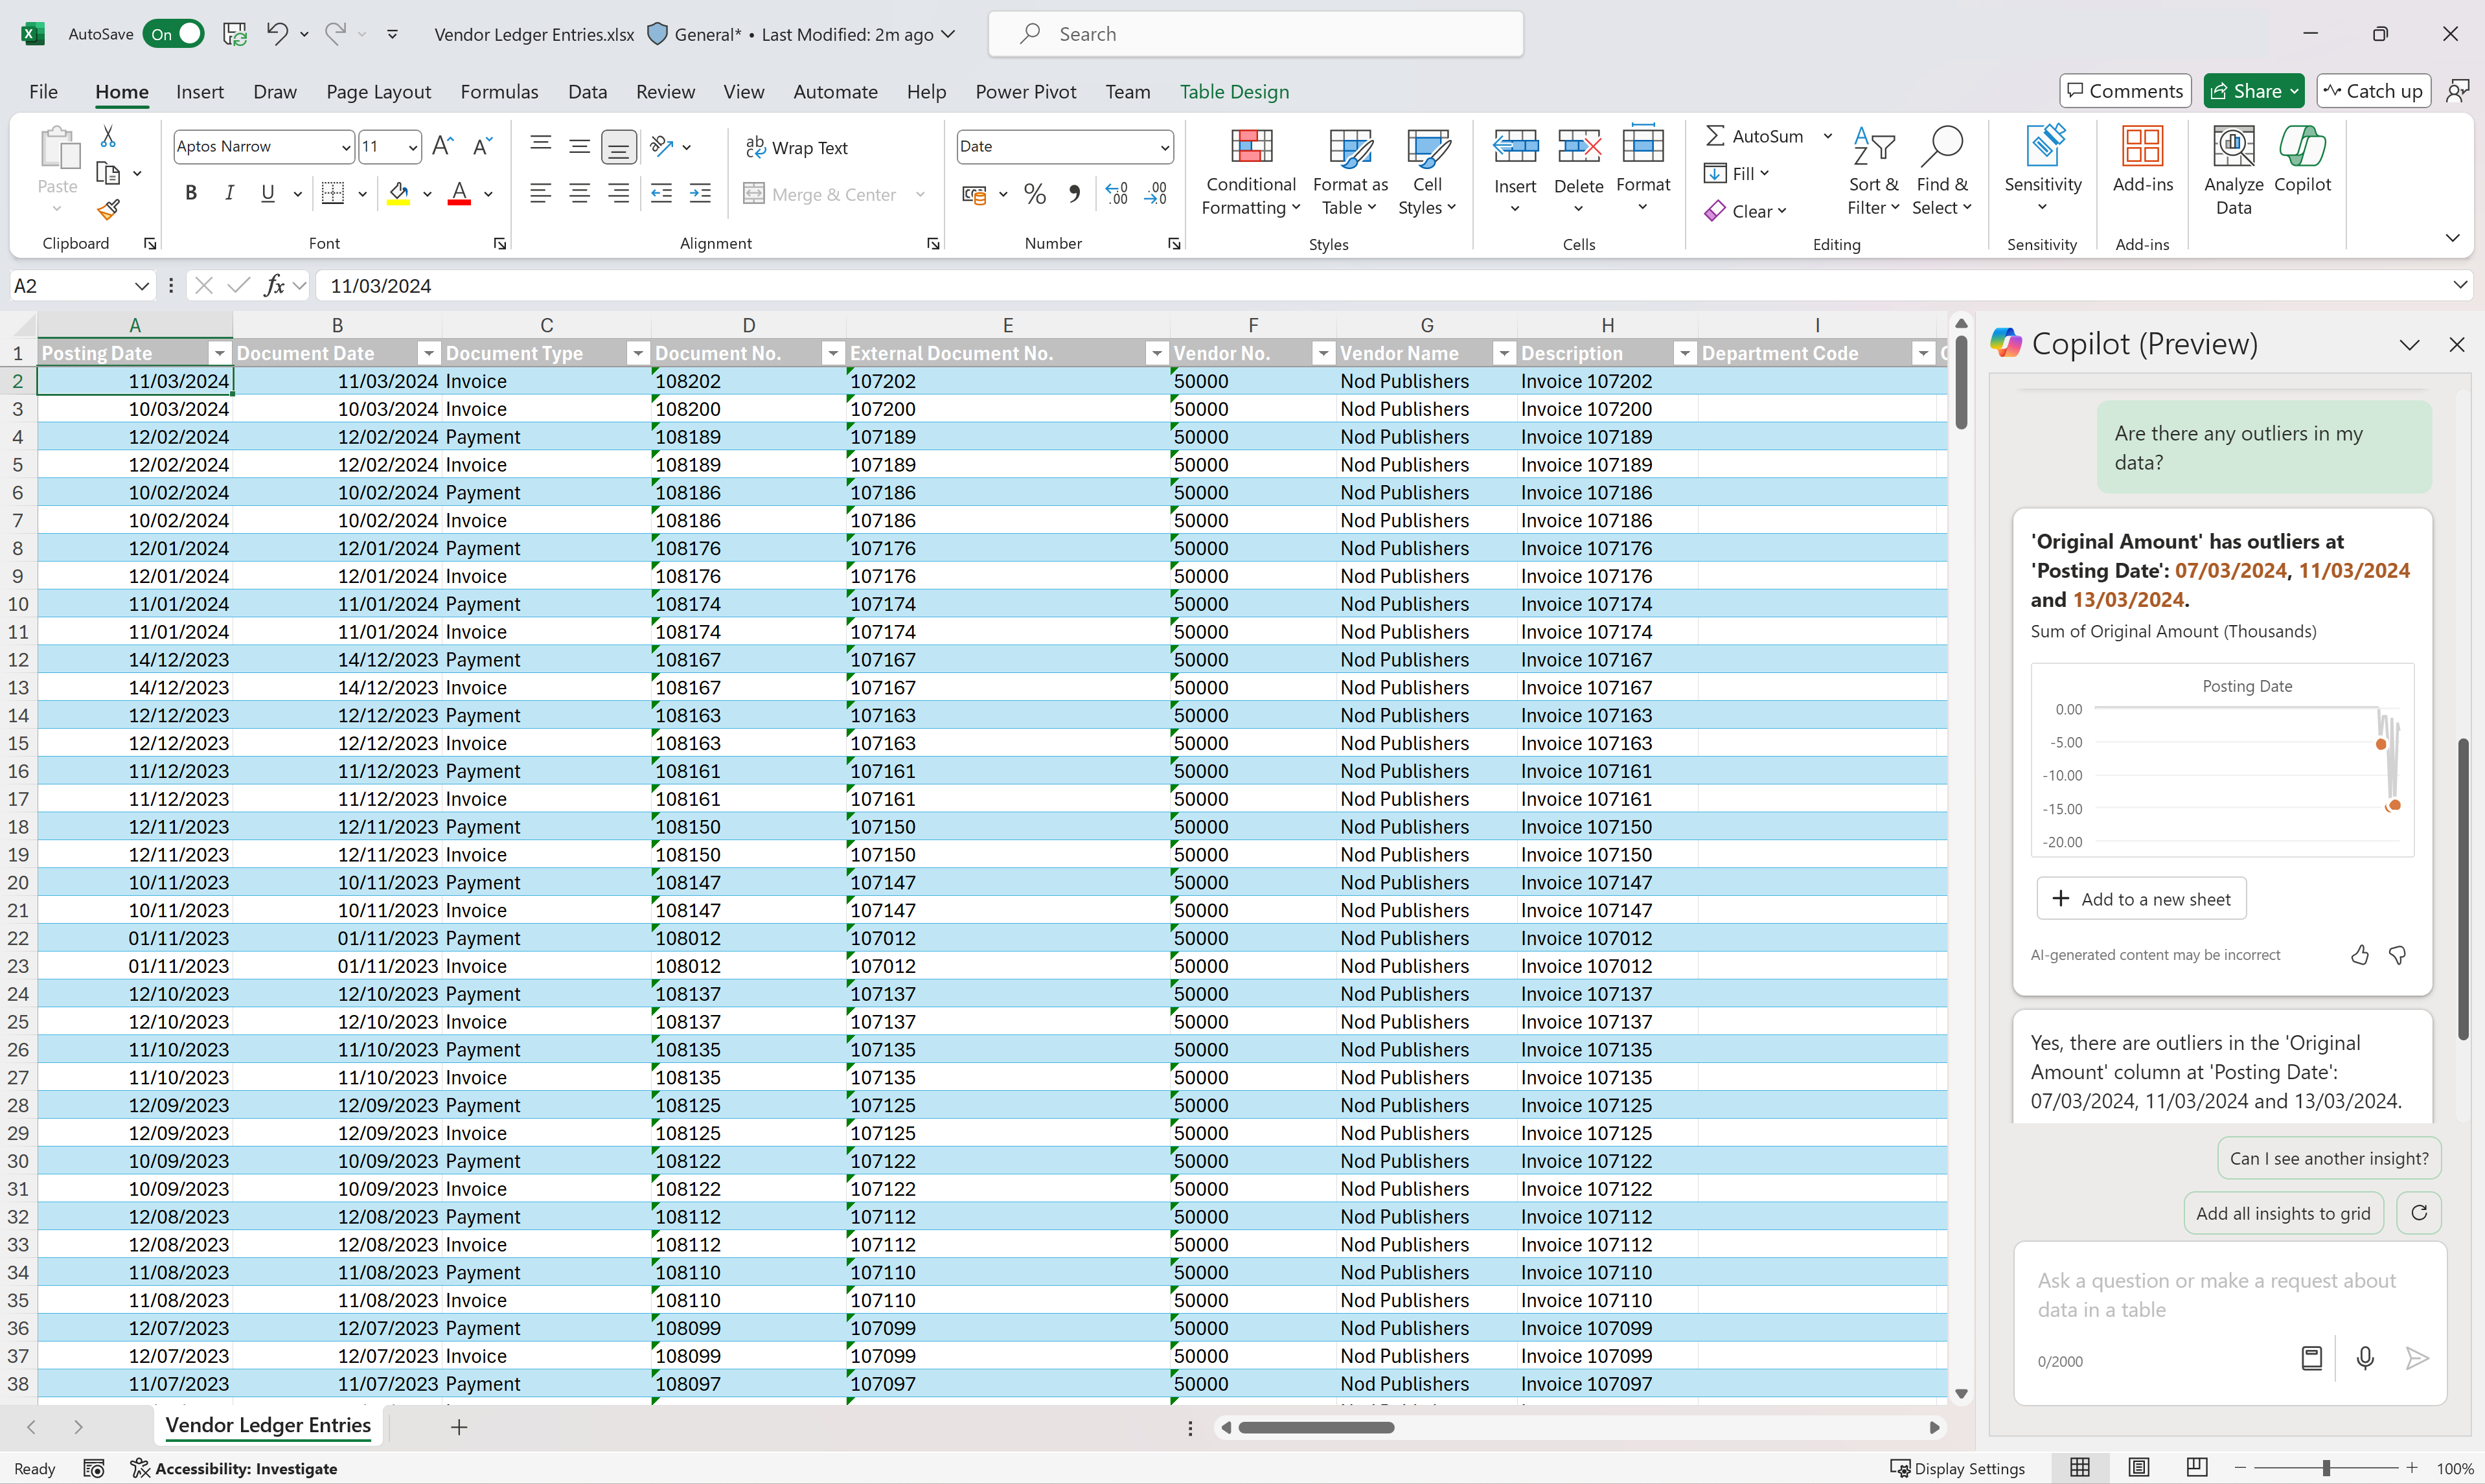 AutoSave On Vendor Ledger Entries.xlsx General* • Last Modified: 2m ago Search
File Home Insert Draw Page Layout Formulas Data Review View Automate Help Power Pivot Team Table Design Comments Share Catch up
Paste
Clipboard
Aptos Narrow 11
B I U A
Font
Wrap Text
Merge & Center
Alignment
Date
Number
Conditional Formatting
Format as Table
Cell Styles
Styles
Insert
Delete
Format
Cells
AutoSum
Fill
Clear
Sort & Filter
Find & Select
Editing
Sensitivity
Sensitivity
Add-ins
Add-ins
Analyze Data
Copilot
A2 fx 11/03/2024
A B C D E F G H I
1 Posting Date Document Date Document Type Document No. External Document No. Vendor No. Vendor Name Description Department Code
2 11/03/2024 11/03/2024 Invoice 108202 107202 50000 Nod Publishers Invoice 107202
3 10/03/2024 10/03/2024 Invoice 108200 107200 50000 Nod Publishers Invoice 107200
4 12/02/2024 12/02/2024 Payment 108189 107189 50000 Nod Publishers Invoice 107189
5 12/02/2024 12/02/2024 Invoice 108189 107189 50000 Nod Publishers Invoice 107189
6 10/02/2024 10/02/2024 Payment 108186 107186 50000 Nod Publishers Invoice 107186
7 10/02/2024 10/02/2024 Invoice 108186 107186 50000 Nod Publishers Invoice 107186
8 12/01/2024 12/01/2024 Payment 108176 107176 50000 Nod Publishers Invoice 107176
9 12/01/2024 12/01/2024 Invoice 108176 107176 50000 Nod Publishers Invoice 107176
10 11/01/2024 11/01/2024 Payment 108174 107174 50000 Nod Publishers Invoice 107174
11 11/01/2024 11/01/2024 Invoice 108174 107174 50000 Nod Publishers Invoice 107174
12 14/12/2023 14/12/2023 Payment 108167 107167 50000 Nod Publishers Invoice 107167
13 14/12/2023 14/12/2023 Invoice 108167 107167 50000 Nod Publishers Invoice 107167
14 12/12/2023 12/12/2023 Payment 108163 107163 50000 Nod Publishers Invoice 107163
15 12/12/2023 12/12/2023 Invoice 108163 107163 50000 Nod Publishers Invoice 107163
16 11/12/2023 11/12/2023 Payment 108161 107161 50000 Nod Publishers Invoice 107161
17 11/12/2023 11/12/2023 Invoice 108161 107161 50000 Nod Publishers Invoice 107161
18 12/11/2023 12/11/2023 Payment 108150 107150 50000 Nod Publishers Invoice 107150
19 12/11/2023 12/11/2023 Invoice 108150 107150 50000 Nod Publishers Invoice 107150
20 10/11/2023 10/11/2023 Payment 108147 107147 50000 Nod Publishers Invoice 107147
21 10/11/2023 10/11/2023 Invoice 108147 107147 50000 Nod Publishers Invoice 107147
22 01/11/2023 01/11/2023 Payment 108012 107012 50000 Nod Publishers Invoice 107012
23 01/11/2023 01/11/2023 Invoice 108012 107012 50000 Nod Publishers Invoice 107012
24 12/10/2023 12/10/2023 Payment 108137 107137 50000 Nod Publishers Invoice 107137
25 12/10/2023 12/10/2023 Invoice 108137 107137 50000 Nod Publishers Invoice 107137
26 11/10/2023 11/10/2023 Payment 108135 107135 50000 Nod Publishers Invoice 107135
27 11/10/2023 11/10/2023 Invoice 108135 107135 50000 Nod Publishers Invoice 107135
28 12/09/2023 12/09/2023 Payment 108125 107125 50000 Nod Publishers Invoice 107125
29 12/09/2023 12/09/2023 Invoice 108125 107125 50000 Nod Publishers Invoice 107125
30 10/09/2023 10/09/2023 Payment 108122 107122 50000 Nod Publishers Invoice 107122
31 10/09/2023 10/09/2023 Invoice 108122 107122 50000 Nod Publishers Invoice 107122
32 12/08/2023 12/08/2023 Payment 108112 107112 50000 Nod Publishers Invoice 107112
33 12/08/2023 12/08/2023 Invoice 108112 107112 50000 Nod Publishers Invoice 107112
34 11/08/2023 11/08/2023 Payment 108110 107110 50000 Nod Publishers Invoice 107110
35 11/08/2023 11/08/2023 Invoice 108110 107110 50000 Nod Publishers Invoice 107110
36 12/07/2023 12/07/2023 Payment 108099 107099 50000 Nod Publishers Invoice 107099
37 12/07/2023 12/07/2023 Invoice 108099 107099 50000 Nod Publishers Invoice 107099
38 11/07/2023 11/07/2023 Payment 108097 107097 50000 Nod Publishers Invoice 107097
Copilot (Preview)
Are there any outliers in my
data?
'Original Amount' has outliers at
'Posting Date': 07/03/2024, 11/03/2024
and 13/03/2024.
Sum of Original Amount (Thousands)
Posting Date
0.00
-5.00
-10.00
-15.00
-20.00
Add to a new sheet
AI-generated content may be incorrect
Yes, there are outliers in the 'Original
Amount' column at 'Posting Date':
07/03/2024, 11/03/2024 and 13/03/2024.
Can I see another insight?
Add all insights to grid
Ask a question or make a request about
data in a table
0/2000
Vendor Ledger Entries
Ready Accessibility: Investigate Display Settings 100%